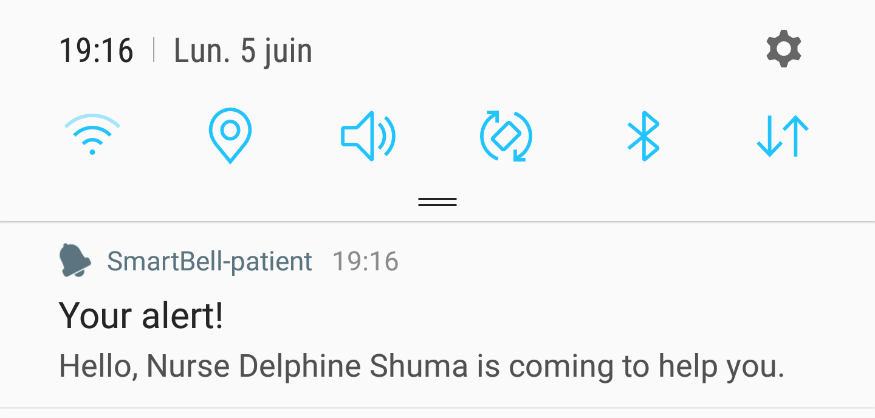 19:16 | Lun. 5 juin
SmartBell-patient 19:16
Your alert!
Hello, Nurse Delphine Shuma is coming to help you.